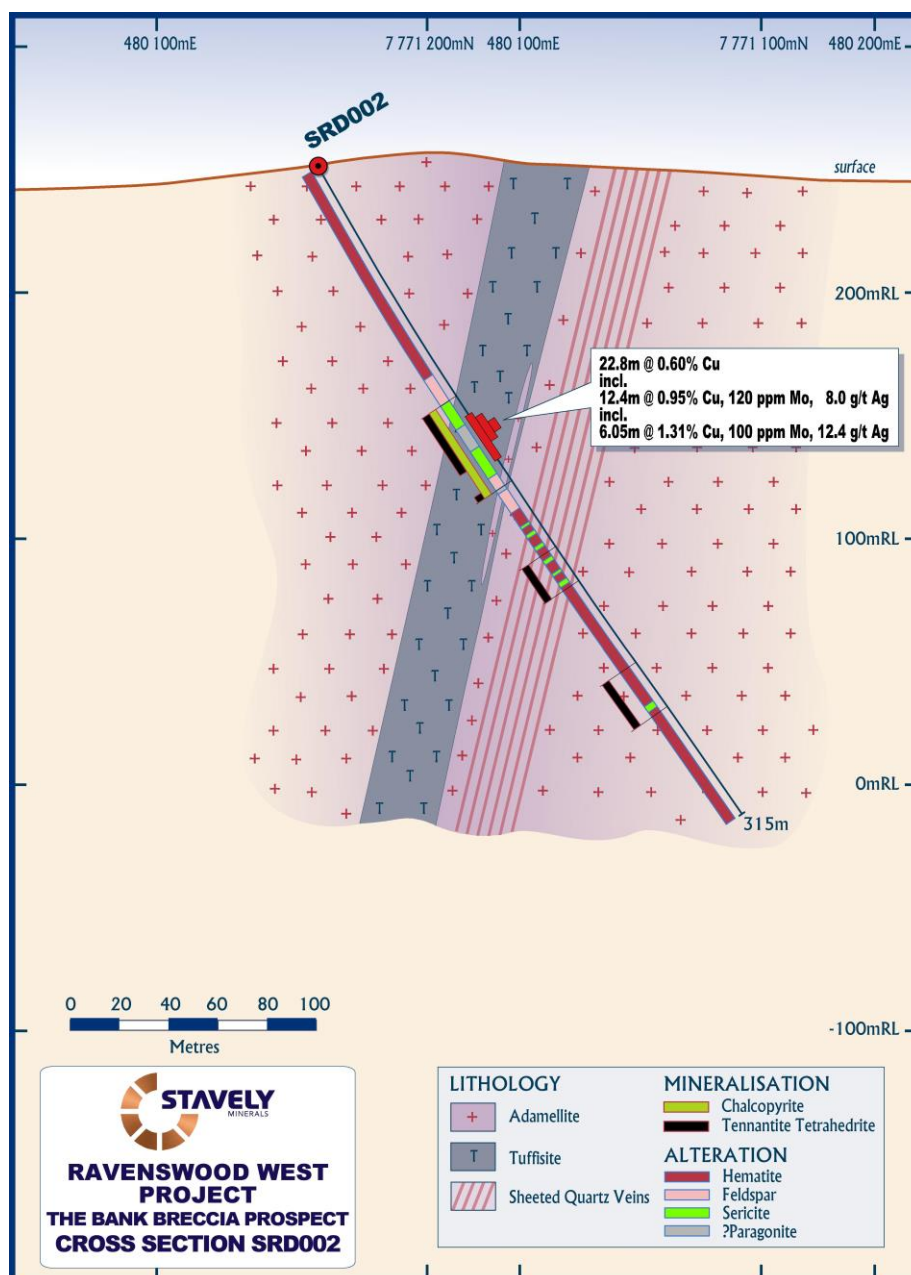 480 100mE
7 771 200mN
480 100mE
7 771 100mN
480 200mE
SRD002
surface
200mRL
22.8m @ 0.60% Cu
incl.
12.4m @ 0.95% Cu, 120 ppm Mo, 8.0 g/t Ag
incl.
6.05m @ 1.31% Cu, 100 ppm Mo, 12.4 g/t Ag
100mRL
0mRL
315m
-100mRL
0 20 40 60 80 100
Metres
STAVELY
MINERALS
RAVENSWOOD WEST
PROJECT
THE BANK BRECCIA PROSPECT
CROSS SECTION SRD002
LITHOLOGY
Adamellite
T Tuffisite
Sheeted Quartz Veins
MINERALISATION
Chalcopyrite
Tennantite Tetrahedrite
ALTERATION
Hematite
Feldspar
Sericite
?Paragonite